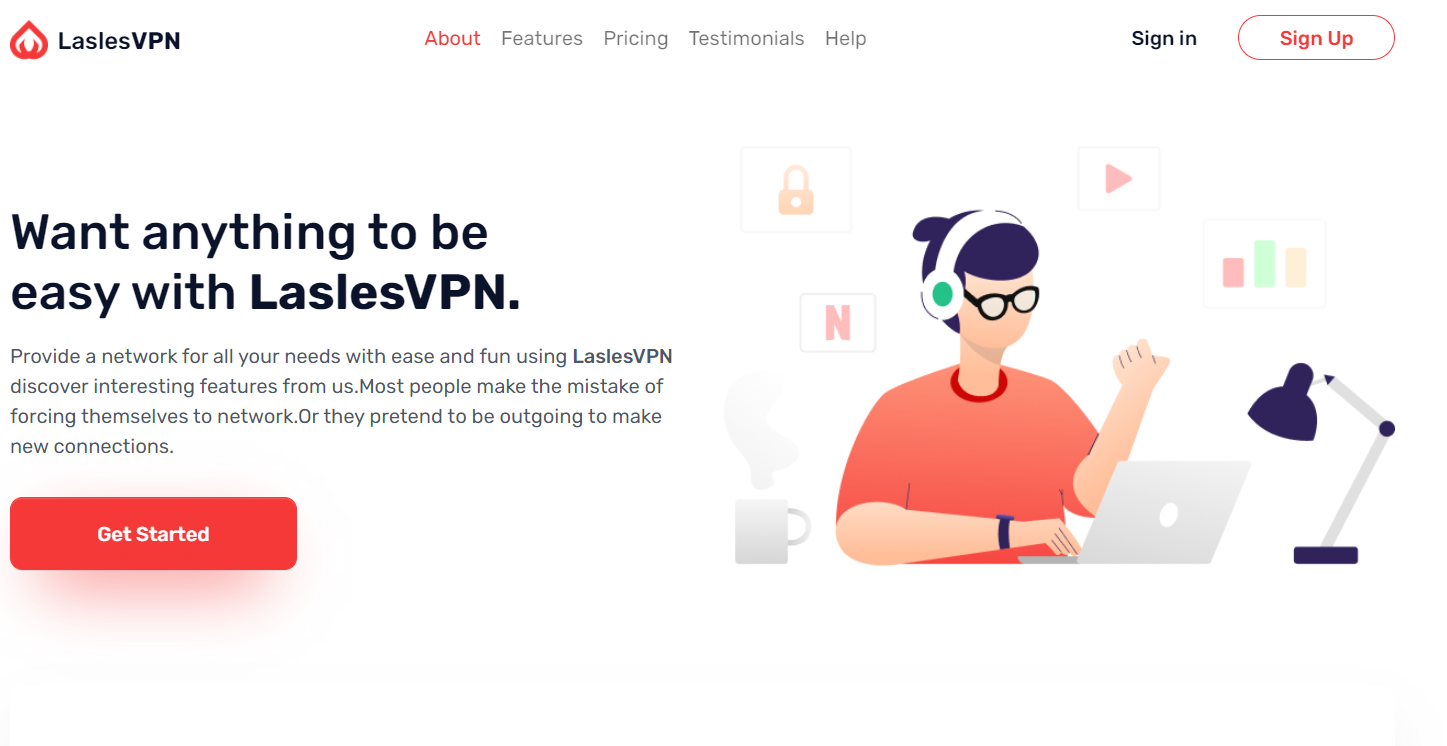 LaslesVPN
About
Features
Pricing
Testimonials
Help
Sign in
Sign Up
Want anything to be
easy with LaslesVPN.
Provide a network for all your needs with ease and fun using LaslesVPN
discover interesting features from us.Most people make the mistake of
forcing themselves to network.Or they pretend to be outgoing to make
new connections.
Get Started
N